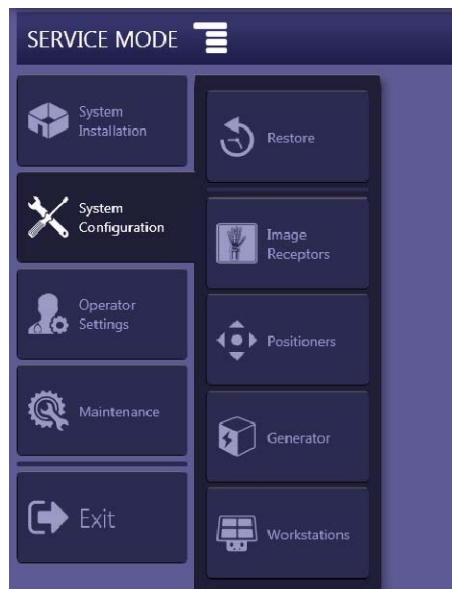 SERVICE MODE
System
Installation
System
Configuration
Operator
Settings
Maintenance
Exit
Restore
Image
Receptors
Positioners
Generator
Workstations